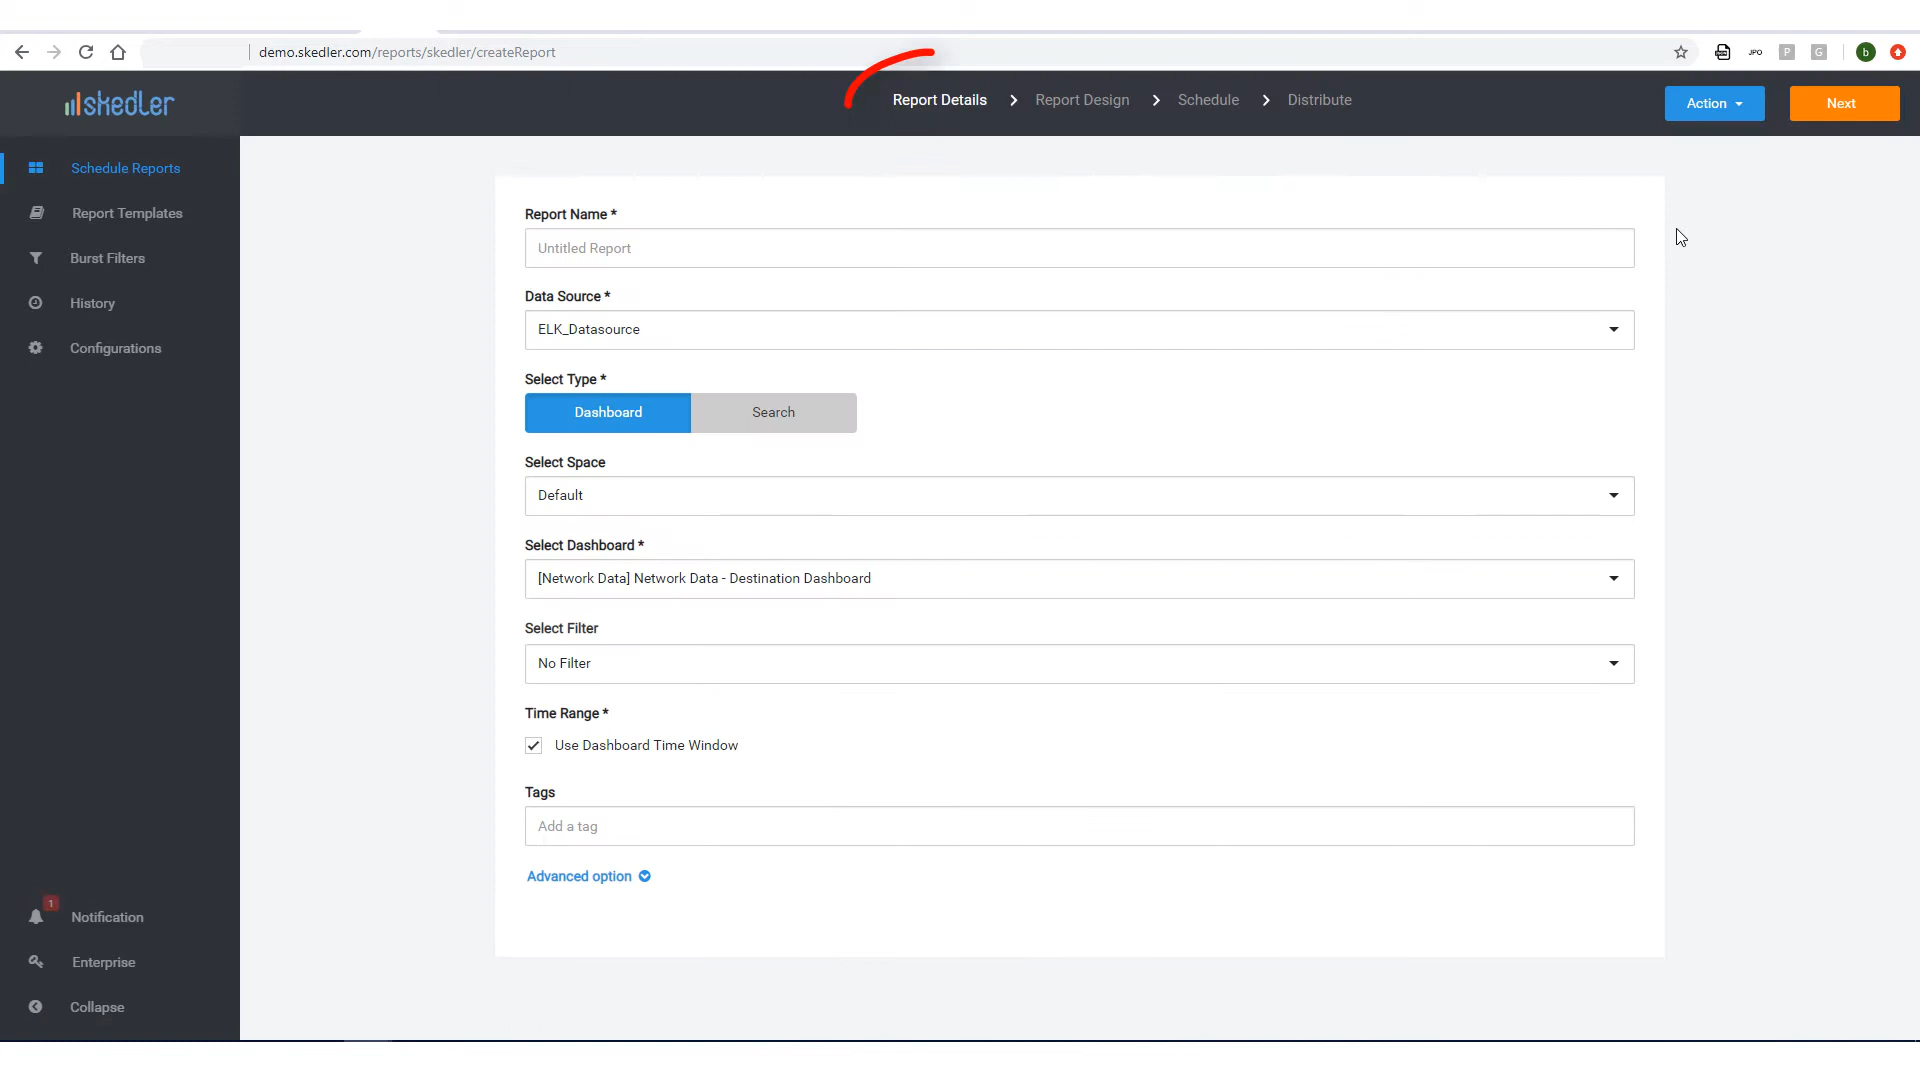 demo.skedler.com/reports/skedler/createReport
JPO
P
G
b
skedler
Report Details
Report Design
Schedule
Distribute
Action
Next
Schedule Reports
Report Templates
Burst Filters
History
Configurations
Report Name *
Untitled Report
Data Source *
ELK_Datasource
Select Type *
Dashboard
Search
Select Space
Default
Select Dashboard *
[Network Data] Network Data - Destination Dashboard
Select Filter
No Filter
Time Range *
Use Dashboard Time Window
Tags
Add a tag
Advanced option
1
Notification
Enterprise
Collapse